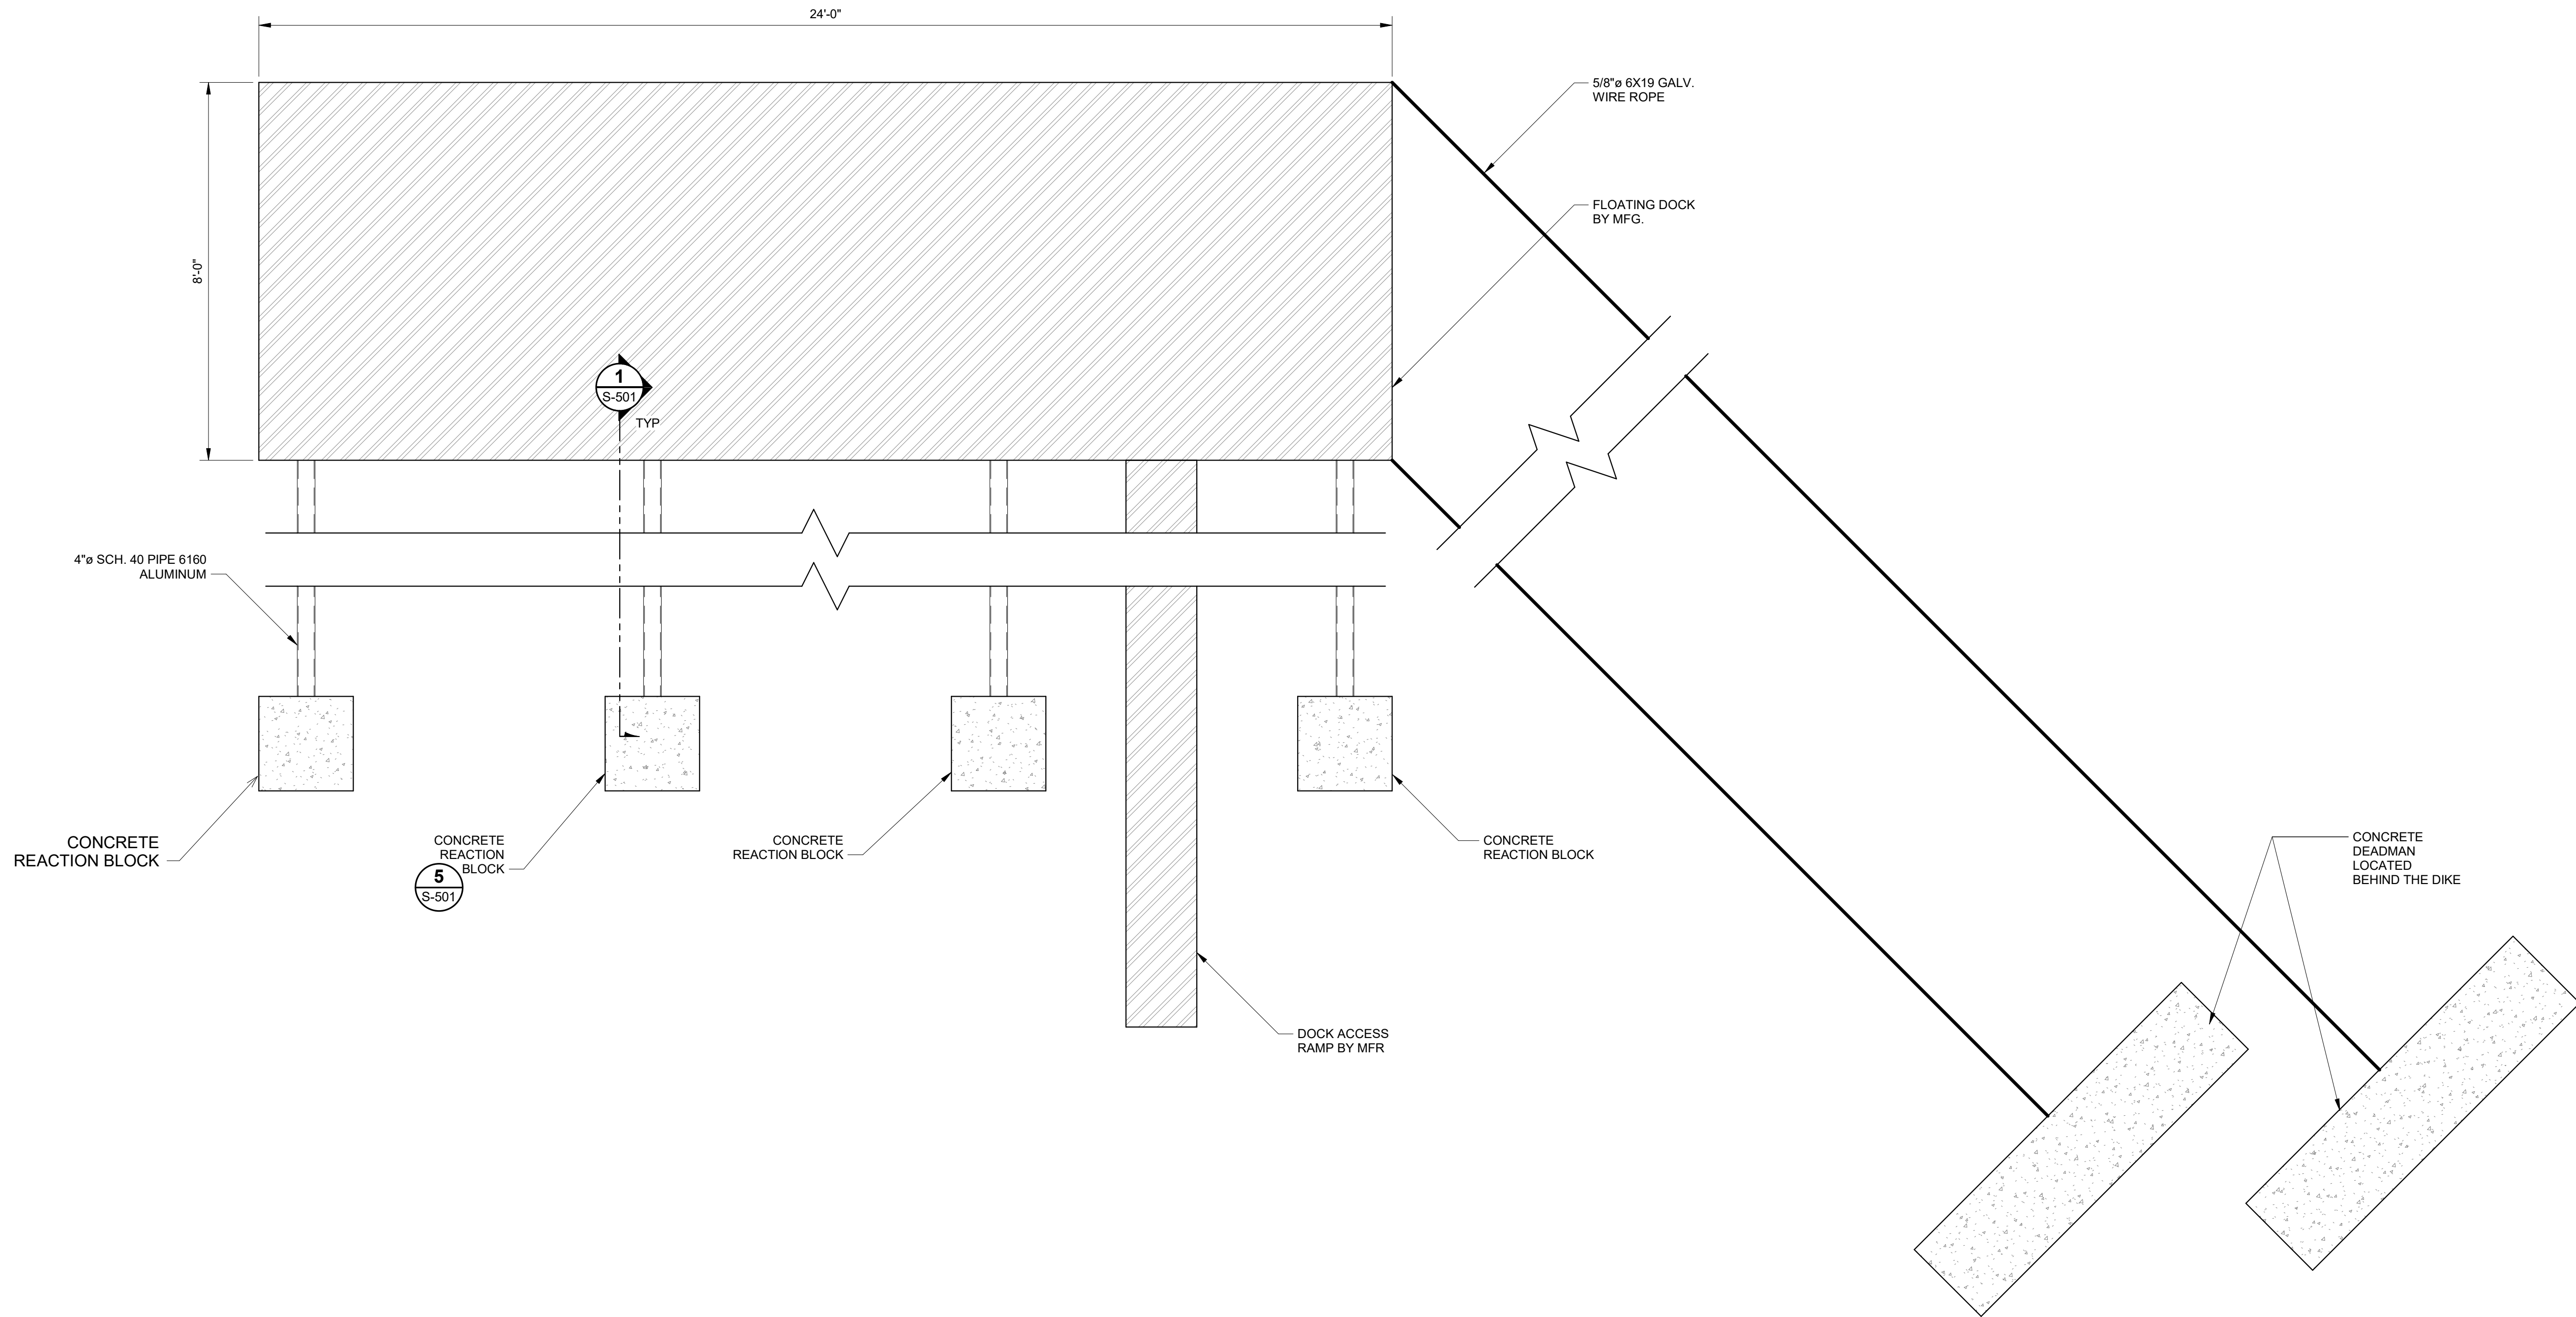 24'-0"
5/8"ø 6X19 GALV.
WIRE ROPE
FLOATING DOCK
BY MFG.
8'-0"
1
S-501
TYP
4"ø SCH. 40 PIPE 6160
ALUMINUM
CONCRETE
REACTION BLOCK
CONCRETE
REACTION
BLOCK
5
S-501
CONCRETE
REACTION BLOCK
CONCRETE
REACTION BLOCK
CONCRETE
DEADMAN
LOCATED
BEHIND THE DIKE
DOCK ACCESS
RAMP BY MFR